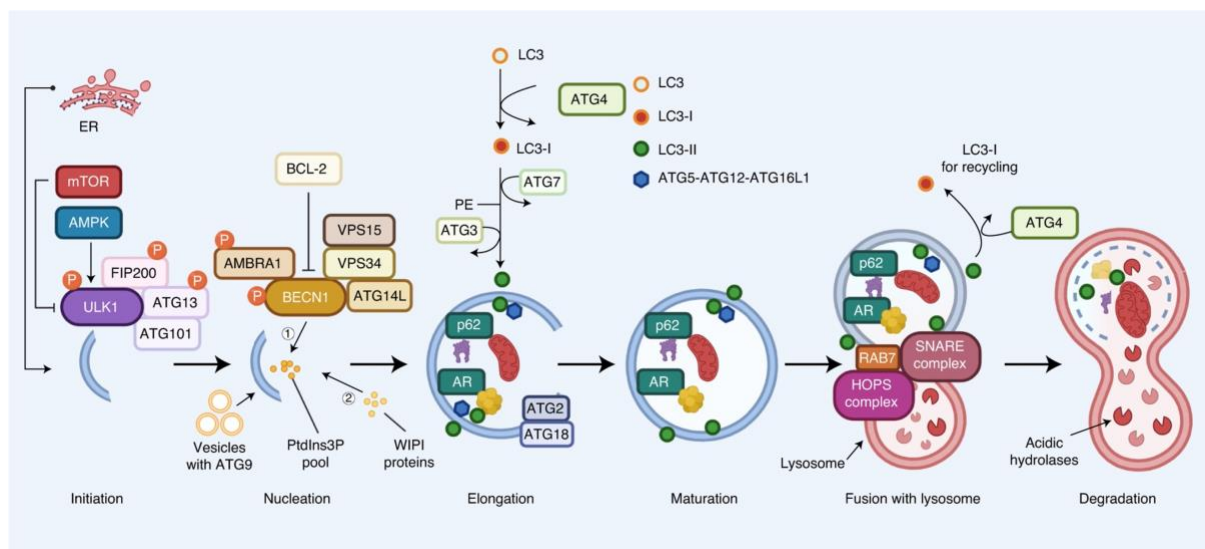 ER
mTOR
AMPK
P
FIP200
P
P
ULK1
ATG13
ATG101
Initiation
BCL-2
P
AMBRA1
VPS15
VPS34
P
BECN1
ATG14L
①
②
Vesicles
with ATG9
PtdIns3P
pool
WIPI
proteins
Nucleation
LC3
ATG4
LC3-I
ATG7
PE
ATG3
LC3
LC3-I
LC3-II
ATG5-ATG12-ATG16L1
p62
AR
ATG2
ATG18
Elongation
p62
AR
Maturation
LC3-I
for recycling
ATG4
p62
AR
RAB7
SNARE
complex
HOPS
complex
Lysosome
Fusion with lysosome
Acidic
hydrolases
Degradation